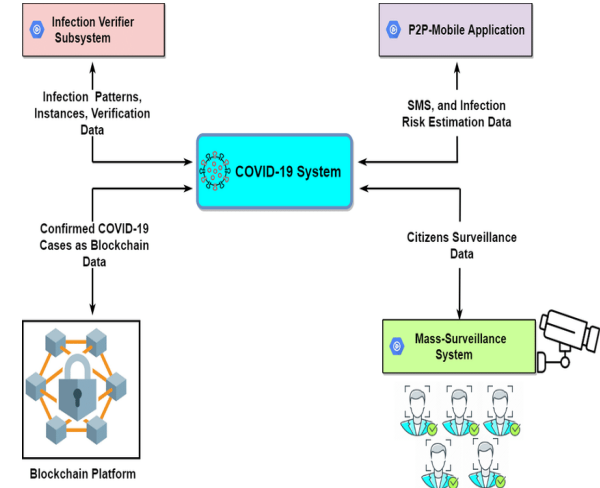 Infection Verifier
Subsystem
P2P-Mobile Application
Infection Patterns,
Instances, Verification
Data
SMS, and Infection
Risk Estimation Data
COVID-19 System
Confirmed COVID-19
Cases as Blockchain
Data
Citizens Surveillance
Data
Mass-Surveillance
System
Blockchain Platform